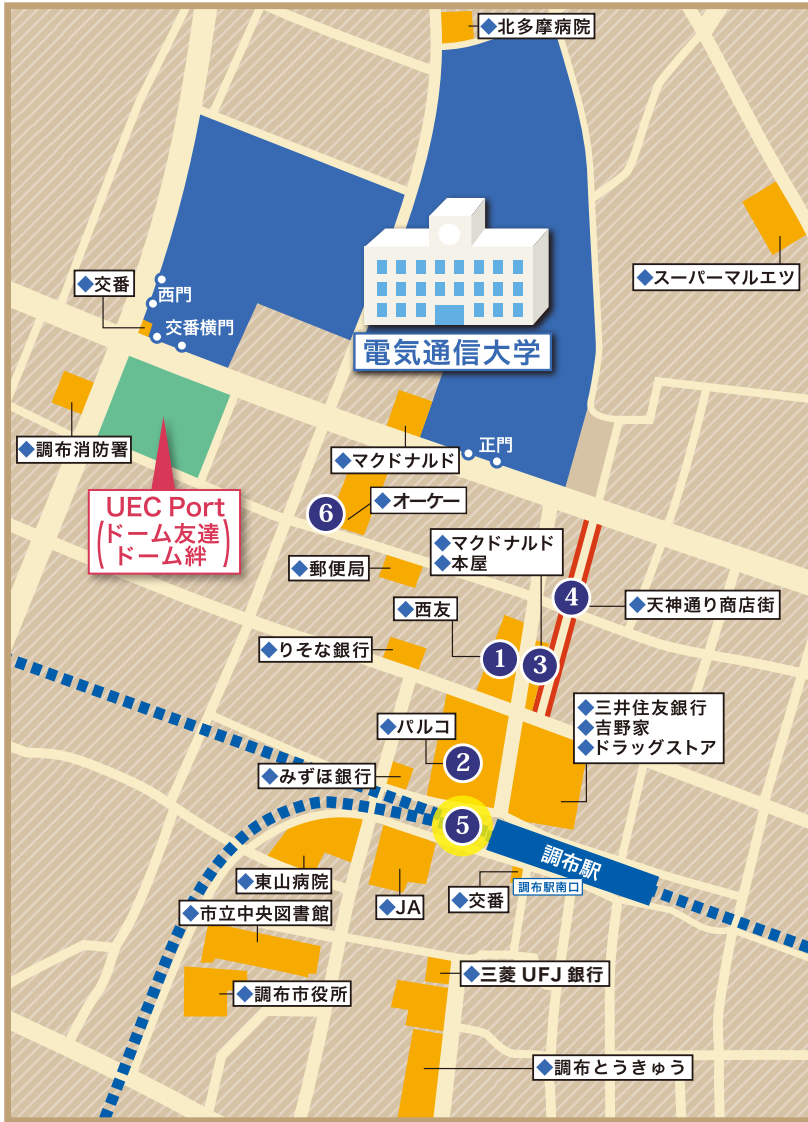 ◆北多摩病院
◆スーパーマルエツ
◆交番
西門
交番横門
電気通信大学
◆調布消防署
◆マクドナルド
正門
UEC Port
(ドーム友達
ドーム絆)
6
◆オーケー
◆マクドナルド
◆本屋
◆郵便局
4
◆天神通り商店街
◆西友
◆りそな銀行
1
3
◆三井住友銀行
◆吉野家
◆ドラッグストア
◆パルコ
2
◆みずほ銀行
5
調布駅
調布駅南口
◆東山病院
◆JA
◆交番
◆市立中央図書館
◆三菱UFJ銀行
◆調布市役所
◆調布とうきゅう